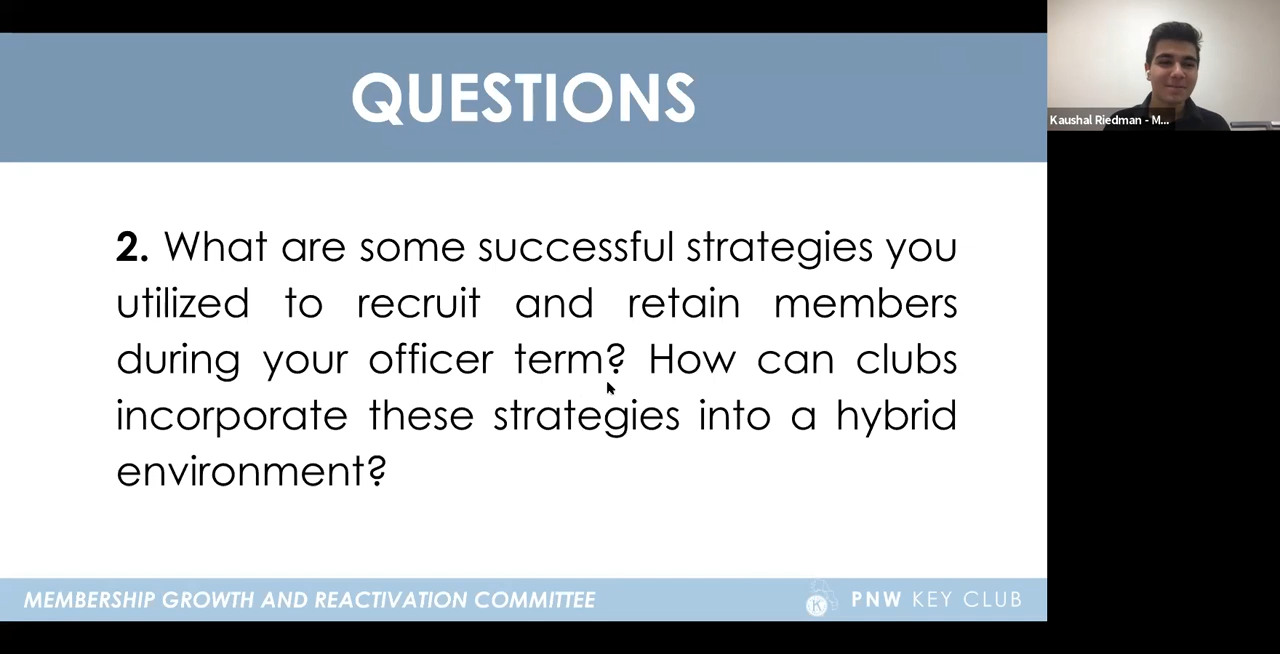 QUESTIONS
Kaushal Riedman - M...
2. What are some successful strategies you
utilized to recruit and retain members
during your officer term? How can clubs
incorporate these strategies into a hybrid
environment?
MEMBERSHIP GROWTH AND REACTIVATION COMMITTEE
K
PNW KEY CLUB